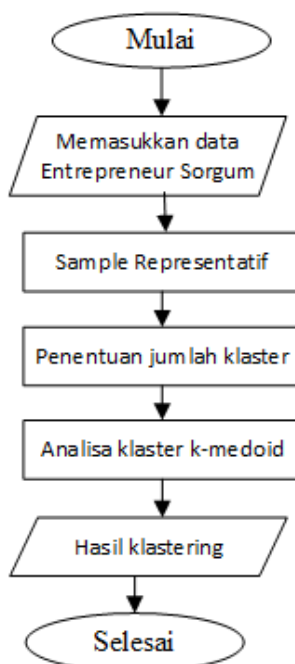 Mulai
Memasukkan data
Entrepreneur Sorgum
Sample Representatif
Penentuan jumlah klaster
Analisa klaster k-medoid
Hasil klastering
Selesai